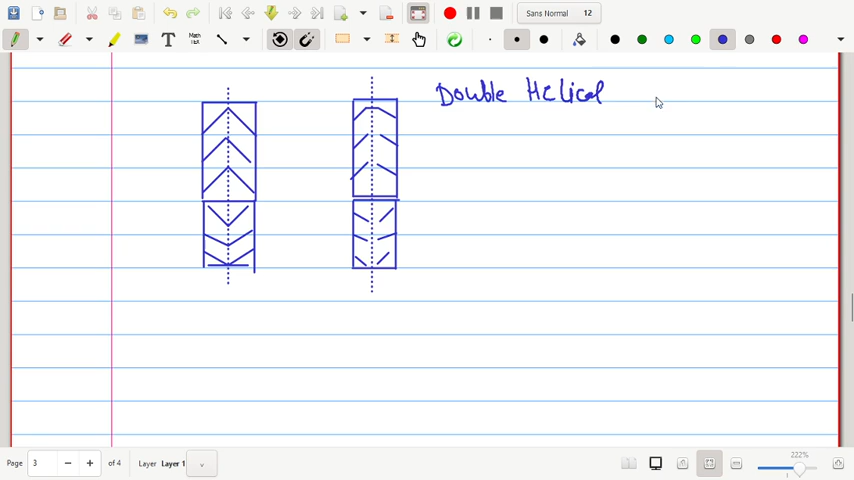 Sans Normal 12
T Math TEX
Double Helical
Page 3 of 4 Layer Layer 1 222%